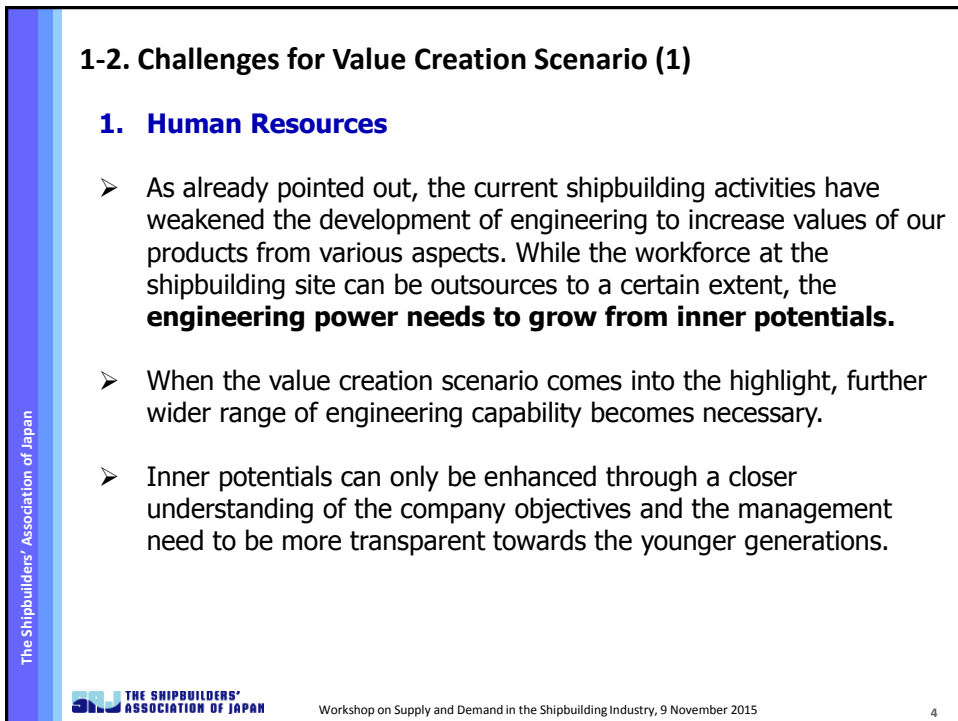 1-2. Challenges for Value Creation Scenario (1)
1. Human Resources
➢ As already pointed out, the current shipbuilding activities have
weakened the development of engineering to increase values of our
products from various aspects. While the workforce at the
shipbuilding site can be outsources to a certain extent, the
engineering power needs to grow from inner potentials.
➢ When the value creation scenario comes into the highlight, further
wider range of engineering capability becomes necessary.
➢ Inner potentials can only be enhanced through a closer
understanding of the company objectives and the management
need to be more transparent towards the younger generations.
The Shipbuilders' Association of Japan
SAJ THE SHIPBUILDERS'
ASSOCIATION OF JAPAN
Workshop on Supply and Demand in the Shipbuilding Industry, 9 November 2015
4